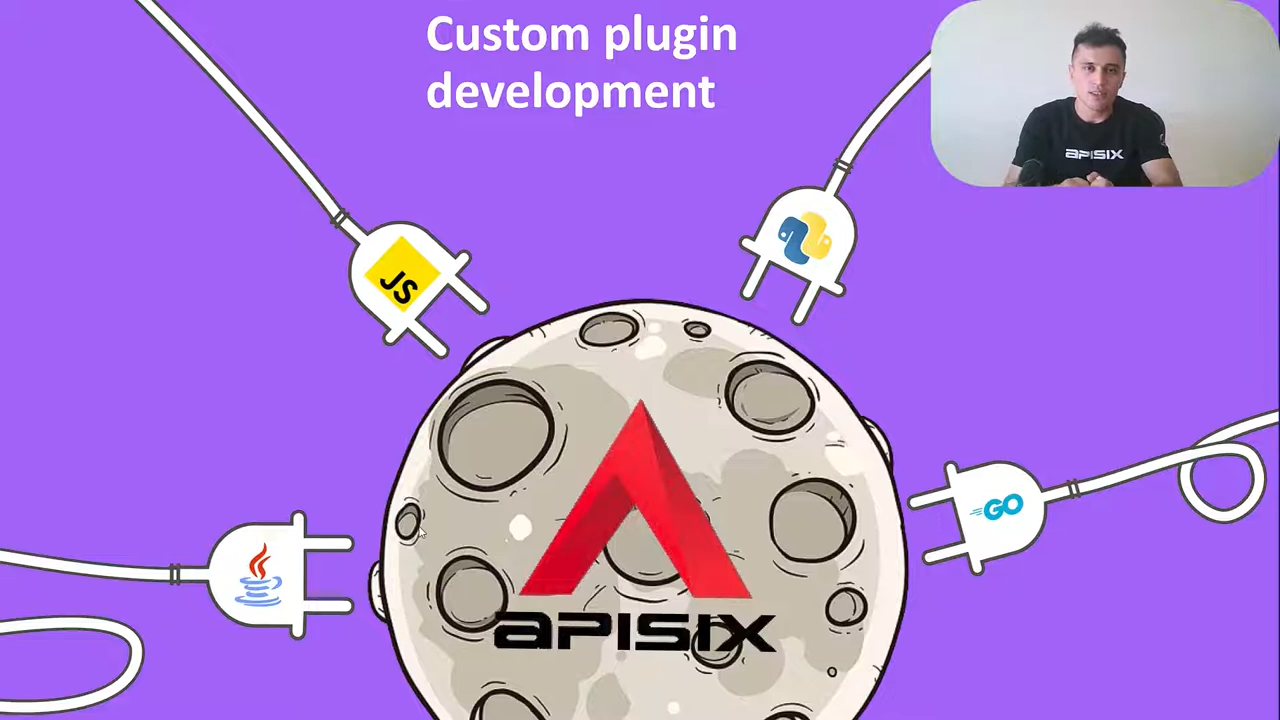 Custom plugin
development
APISIX
JS
GO
APISIX